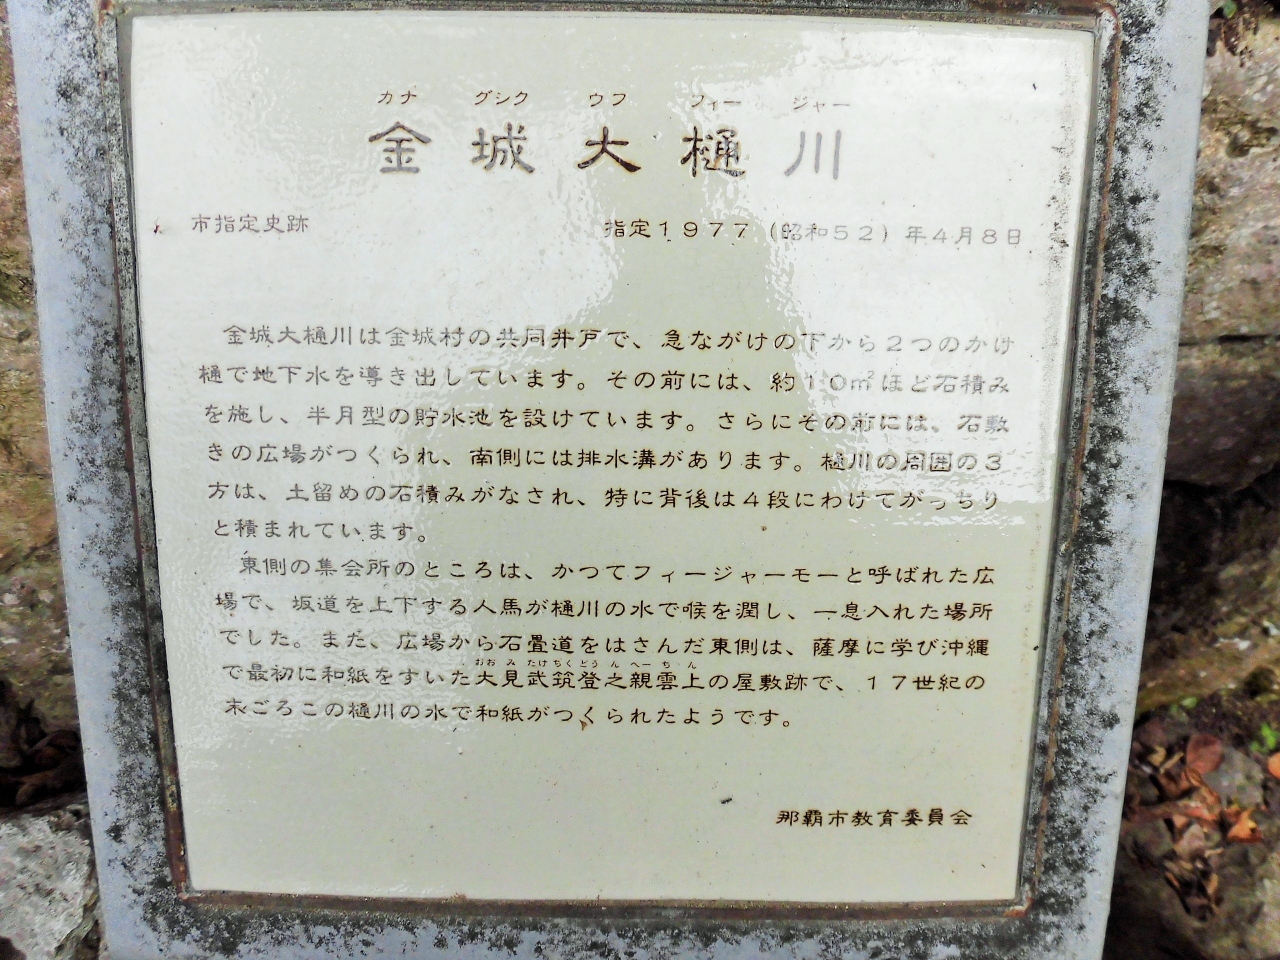 カナ グシク ウフ フィー ジャー
金城大樋川
市指定史跡 指定1977(昭和52)年4月8日
金城大樋川は金城村の共同井戸で、急ながけの下から2つのかけ
樋で地下水を導き出しています。その前には、約10㎡ほど石積み
を施し、半月型の貯水池を設けています。さらにその前には、石敷
きの広場がつくられ、南側には排水溝があります。樋川の周囲の3
方は、土留めの石積みがなされ、特に背後は4段にわけてがっちり
と積まれています。
東側の集会所のところは、かつてフィージャーモーと呼ばれた広
場で、坂道を上下する人馬が樋川の水で喉を潤し、一息入れた場所
でした。また、広場から石畳道をはさんだ東側は、薩摩に学び沖縄
おおみたけちくどぅんぺーちん
で最初に和紙をすいた大見武筑登之親雲上の屋敷跡で、17世紀の
末ごろこの樋川の水で和紙がつくられたようです。
那覇市教育委員会